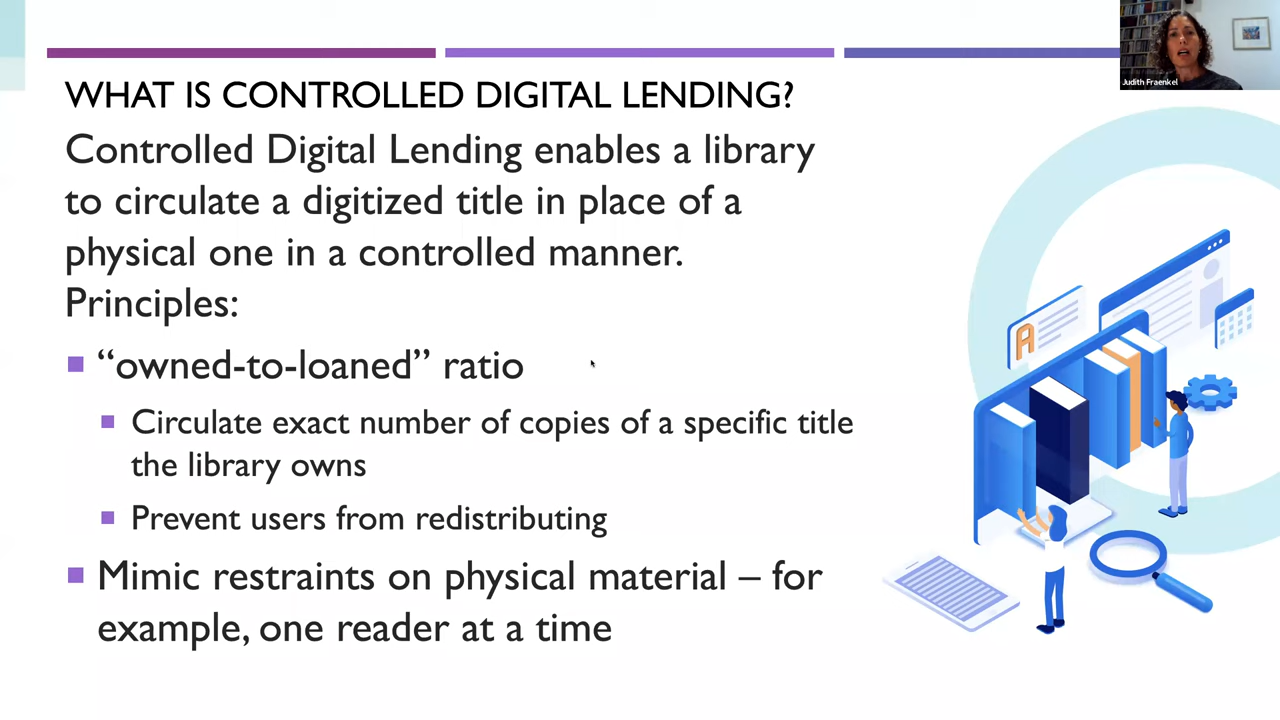 WHAT IS CONTROLLED DIGITAL LENDING?
Controlled Digital Lending enables a library
to circulate a digitized title in place of a
physical one in a controlled manner.
Principles:
“owned-to-loaned” ratio
Circulate exact number of copies of a specific title
the library owns
Prevent users from redistributing
Mimic restraints on physical material – for
example, one reader at a time
Judith Fraenkel
A